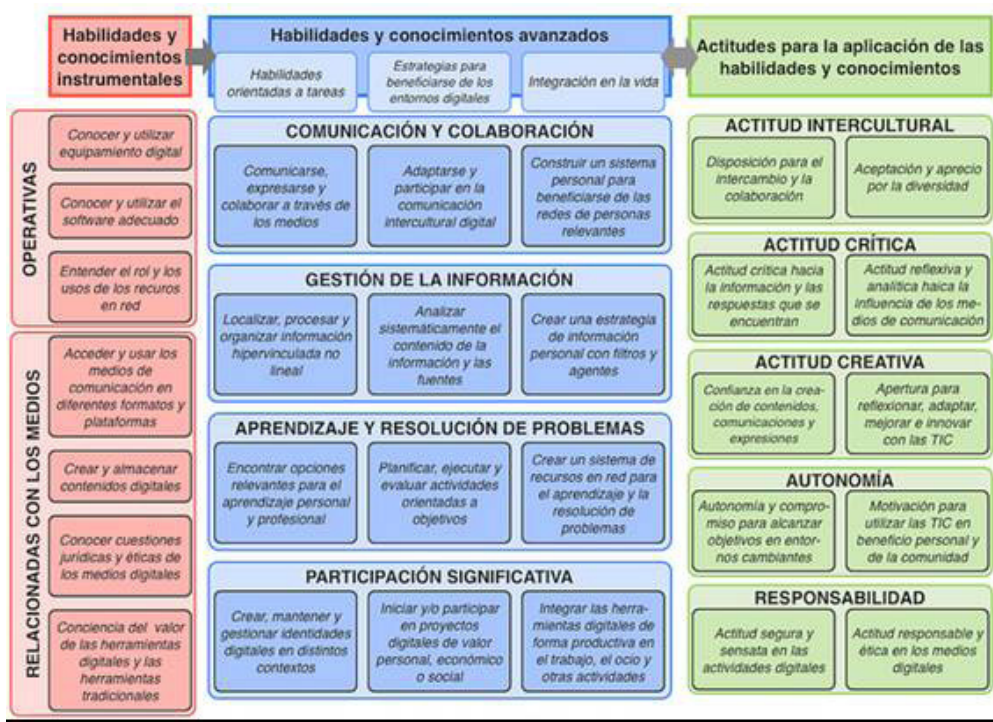 Habilidades y
conocimientos
instrumentales
Habilidades y conocimientos avanzados
Habilidades
orientadas a tareas
Estrategias para
beneficiarse de los
entornos digitales
Integración en la vida
Actitudes para la aplicación de las
habilidades y conocimientos
OPERATIVAS
Conocer y utilizar
equipamiento digital
Conocer y utilizar el
software adecuado
Entender el rol y los
usos de los recuros
en red
RELACIONADAS CON LOS MEDIOS
Acceder y usar los
medios de
comunicación en
diferentes formatos y
plataformas
Crear y almacenar
contenidos digitales
Conocer cuestiones
jurídicas y éticas de
los medios digitales
Conciencia del valor
de las herramientas
digitales y las
herramientas
tradicionales
COMUNICACIÓN Y COLABORACIÓN
Comunicarse,
expresarse y
colaborar a través de
los medios
Adaptarse y
participar en la
comunicación
intercultural digital
Construir un sistema
personal para
beneficiarse de las
redes de personas
relevantes
GESTIÓN DE LA INFORMACIÓN
Localizar, procesar y
organizar información
hipervinculada no
lineal
Analizar
sistemáticamente el
contenido de la
información y las
fuentes
Crear una estrategia
de información
personal con filtros y
agentes
APRENDIZAJE Y RESOLUCIÓN DE PROBLEMAS
Encontrar opciones
relevantes para el
aprendizaje personal
y profesional
Planificar, ejecutar y
evaluar actividades
orientadas a
objetivos
Crear un sistema de
recursos en red para
el aprendizaje y la
resolución de
problemas
PARTICIPACIÓN SIGNIFICATIVA
Crear, mantener y
gestionar identidades
digitales en distintos
contextos
Iniciar y/o participar
en proyectos
digitales de valor
personal, económico
o social
Integrar las herra-
mientas digitales de
forma productiva en
el trabajo, el ocio y
otras actividades
ACTITUD INTERCULTURAL
Disposición para el
intercambio y la
colaboración
Aceptación y aprecio
por la diversidad
ACTITUD CRÍTICA
Actitud crítica hacia
la información y las
respuestas que se
encuentran
Actitud reflexiva y
analítica haica la
influencia de los me-
dios de comunicación
ACTITUD CREATIVA
Confianza en la crea-
ción de contenidos,
comunicaciones y
expresiones
Apertura para
reflexionar, adaptar,
mejorar e innovar
con las TIC
AUTONOMÍA
Autonomía y compro-
miso para alcanzar
objetivos en entor-
nos cambiantes
Motivación para
utilizar las TIC en
beneficio personal y
de la comunidad
RESPONSABILIDAD
Actitud segura y
sensata en las
actividades digitales
Actitud responsable y
ética en los medios
digitales